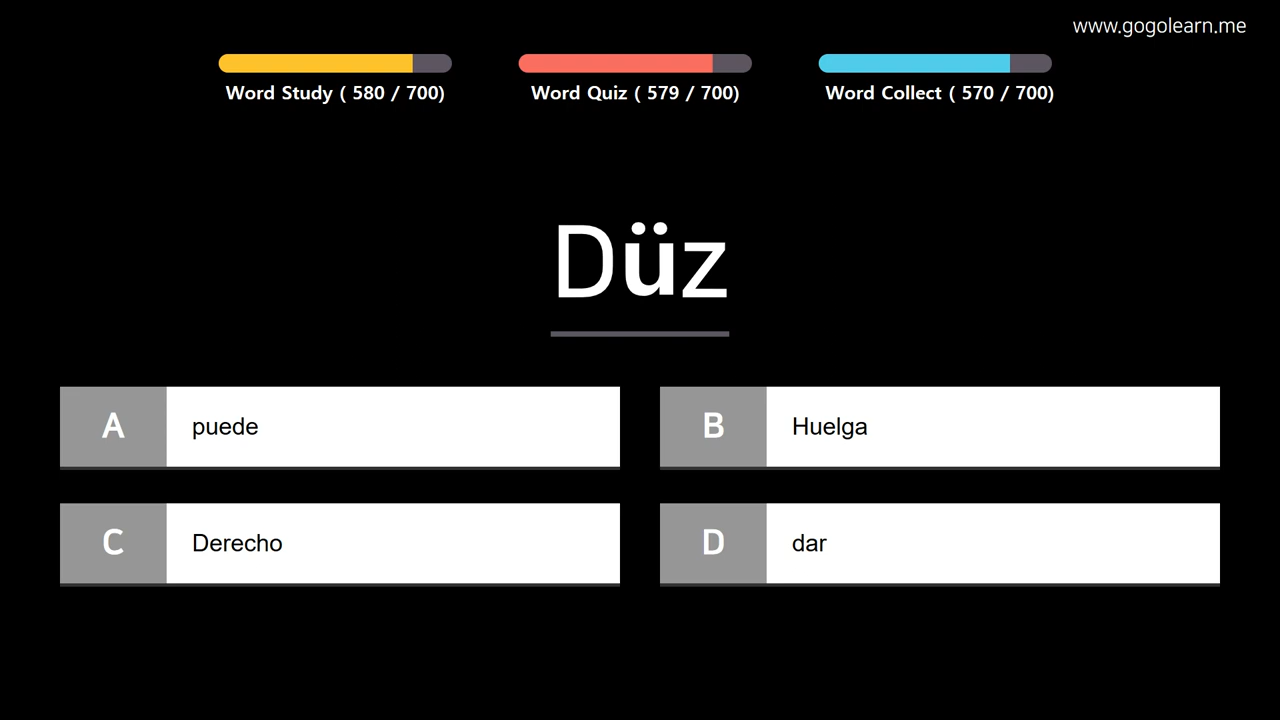 www.gogolearn.me
Word Study ( 580 / 700)
Word Quiz ( 579 / 700)
Word Collect ( 570 / 700)
Düz
A puede
B Huelga
C Derecho
D dar